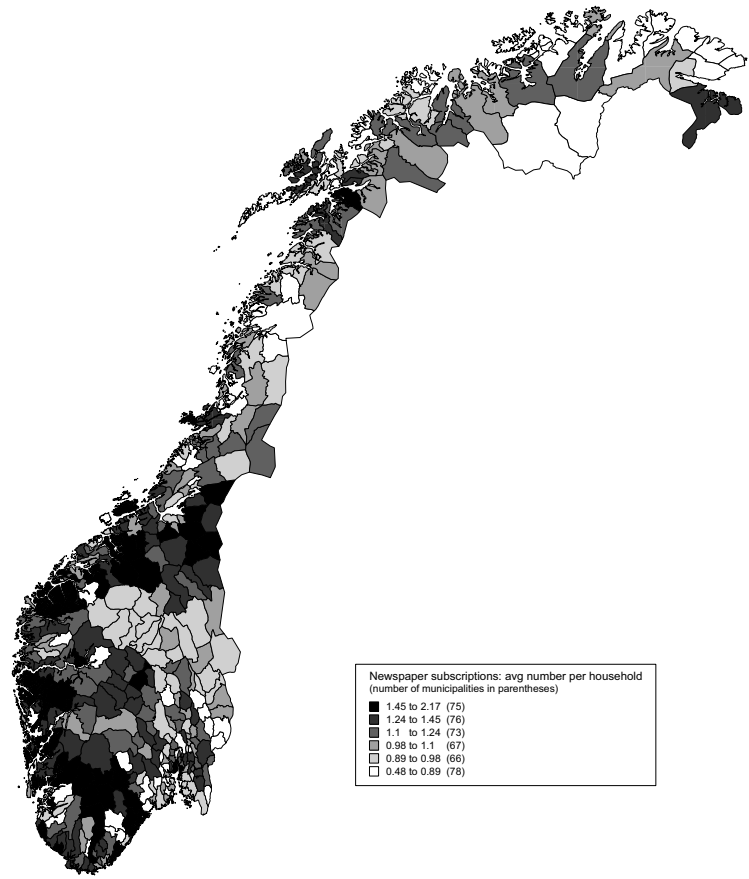 Newspaper subscriptions: avg number per household
(number of municipalities in parentheses)
1.45 to 2.17 (75)
1.24 to 1.45 (76)
1.1 to 1.24 (73)
0.98 to 1.1 (67)
0.89 to 0.98 (66)
0.48 to 0.89 (78)